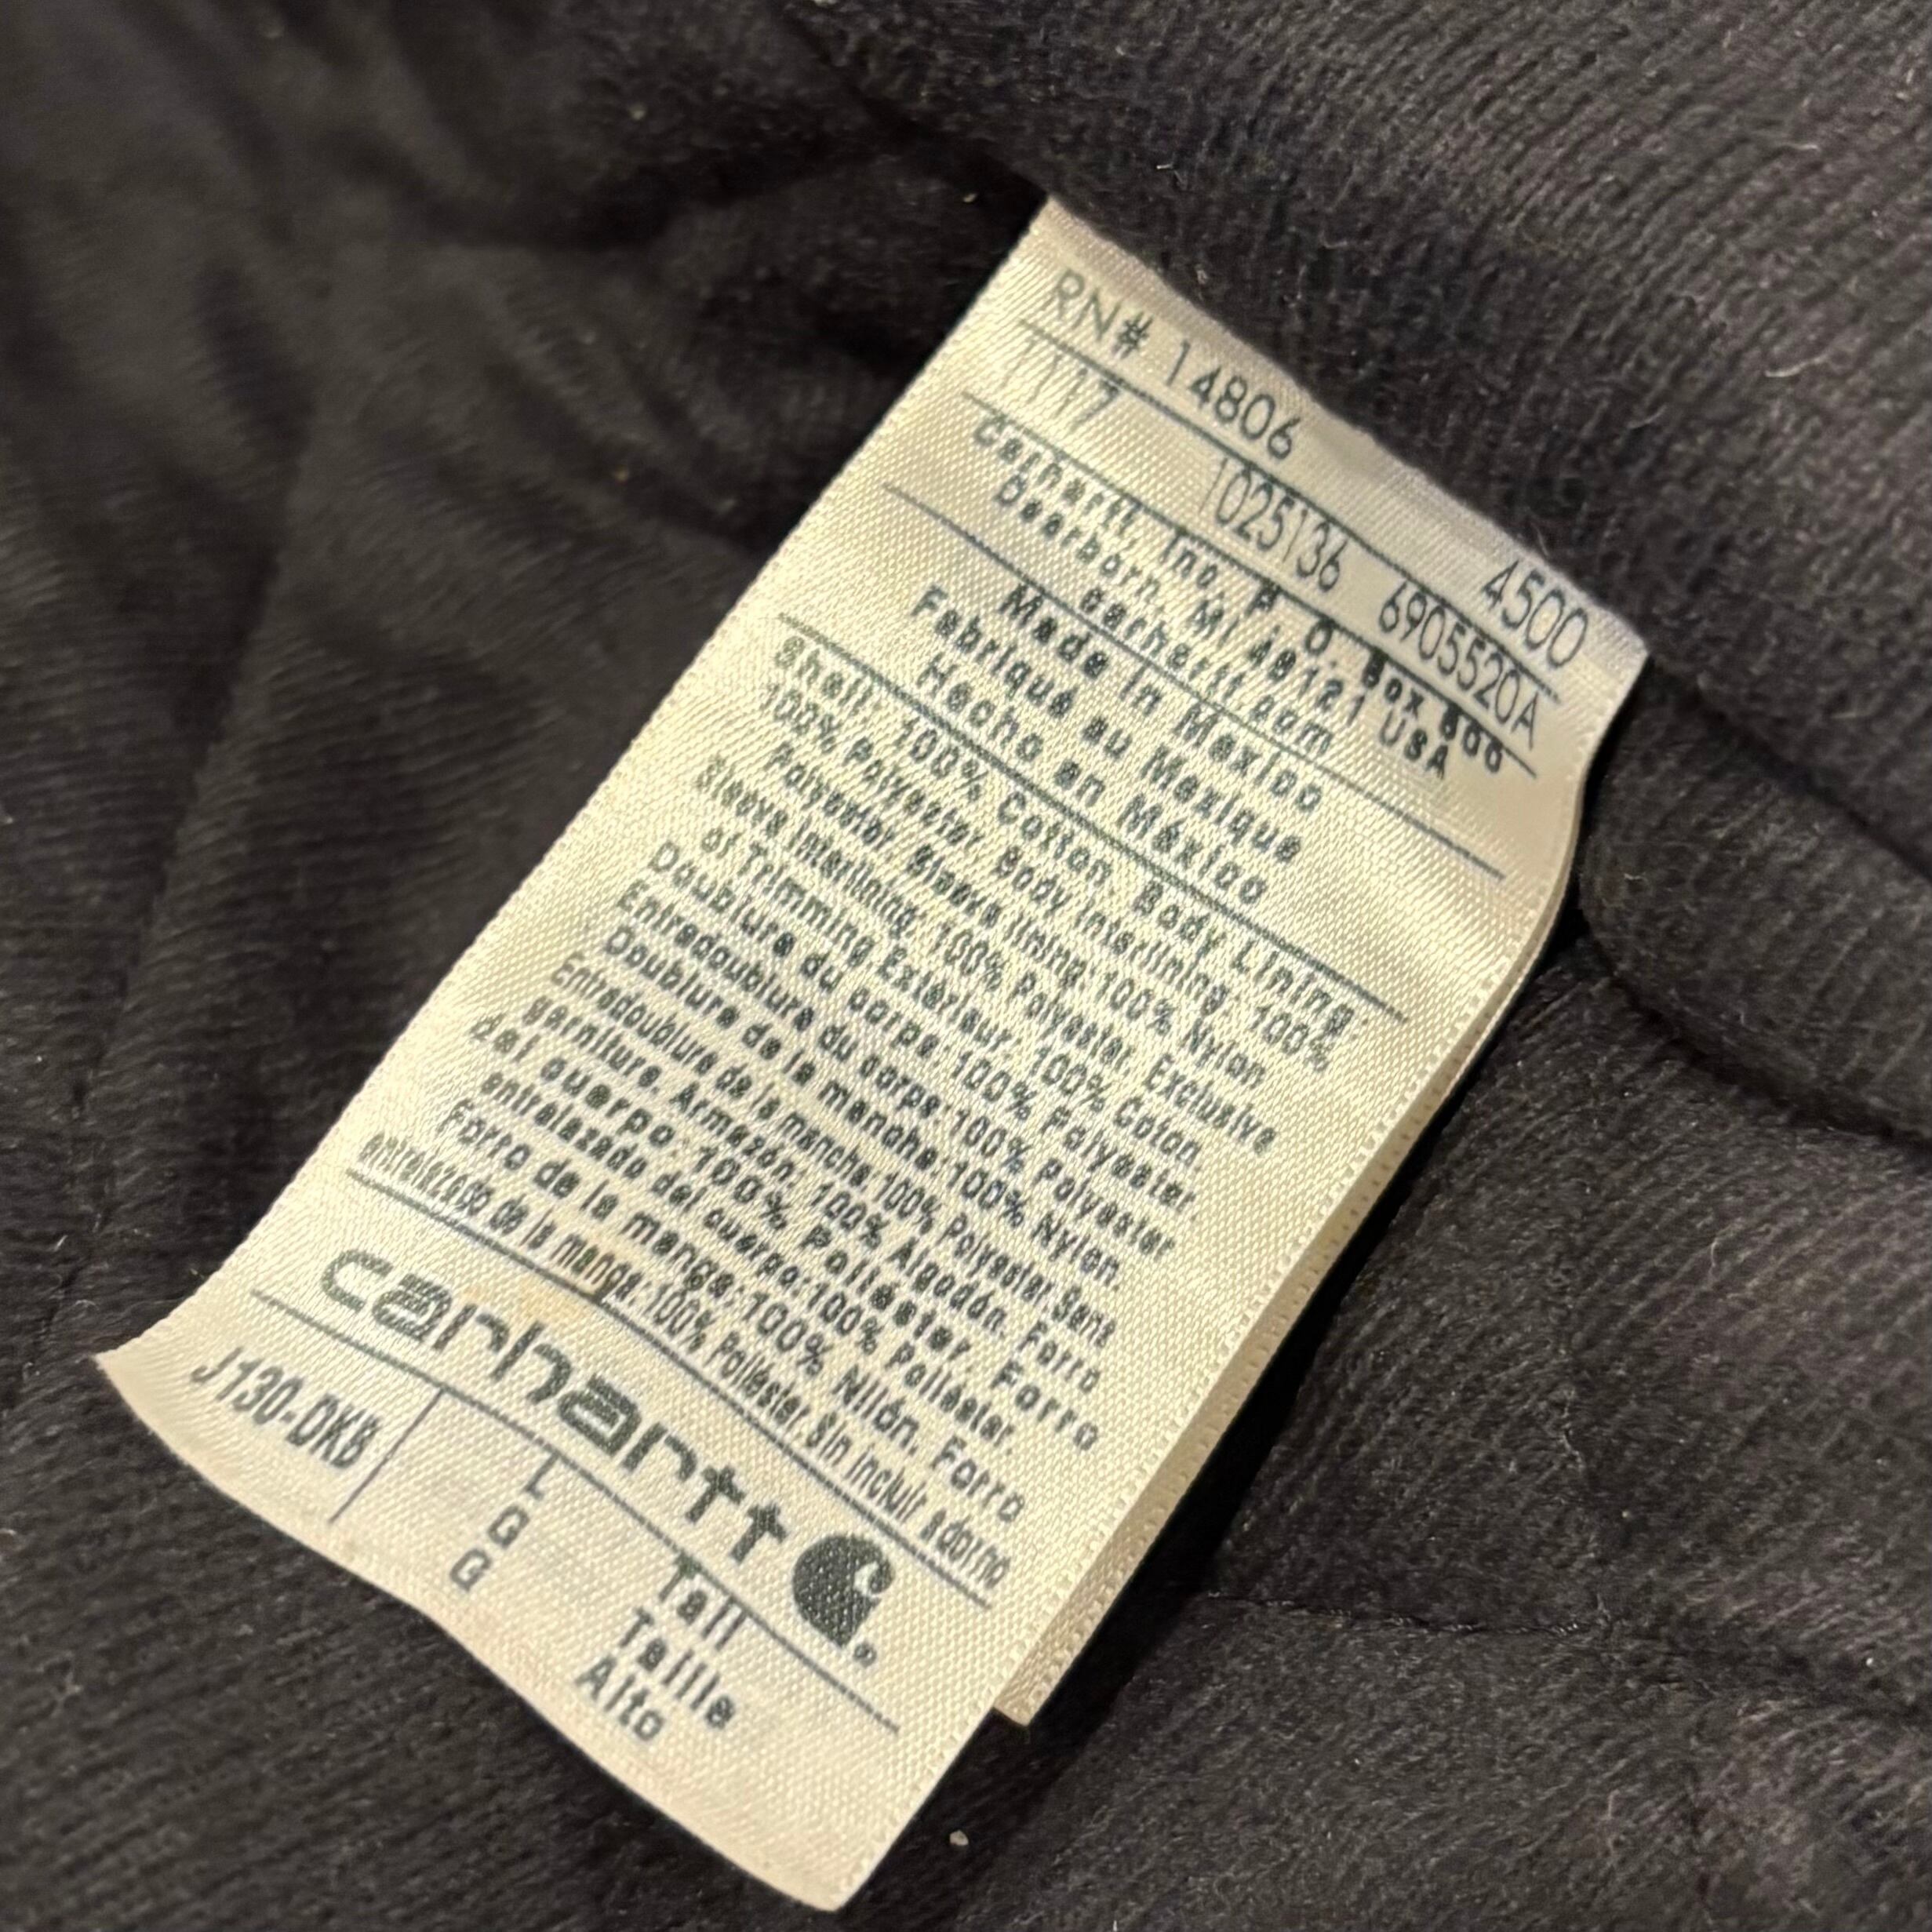 RN# 14806 4500
1117 1025136 6905520A
Carhartt, Inc. P. O. Box 600
Dearborn, MI 48121 USA
carhartt.com
Made in Mexico
Fabriqué au Mexique
Hecho en México
Shell: 100% Cotton. Body Lining:
100% Polyester Body Interlining: 100%
Polyester. Sleeve lining: 100% Nylon.
Sleeve Interlining: 100% Polyester. Exclusive
of Trimming Extérieur. 100% Coton.
Doublure du corps: 100% Polyester.
Entredoublure du corps: 100% Polyester
Doublure de la manche: 100% Nylon.
Entredoublure de la manche 100% Polyester. Sans
garniture. Armazón: 100% Algodón. Forro
del cuerpo: 100% Poliéster. Forro
entrelazado del cuerpo: 100% Poliéster.
Forro de la manga: 100% Nilón. Forro
entrelazado de la manga: 100% Poliéster. Sin incluir adorno
carhartt
J130-DKB L Tall
G Taille
G Alto